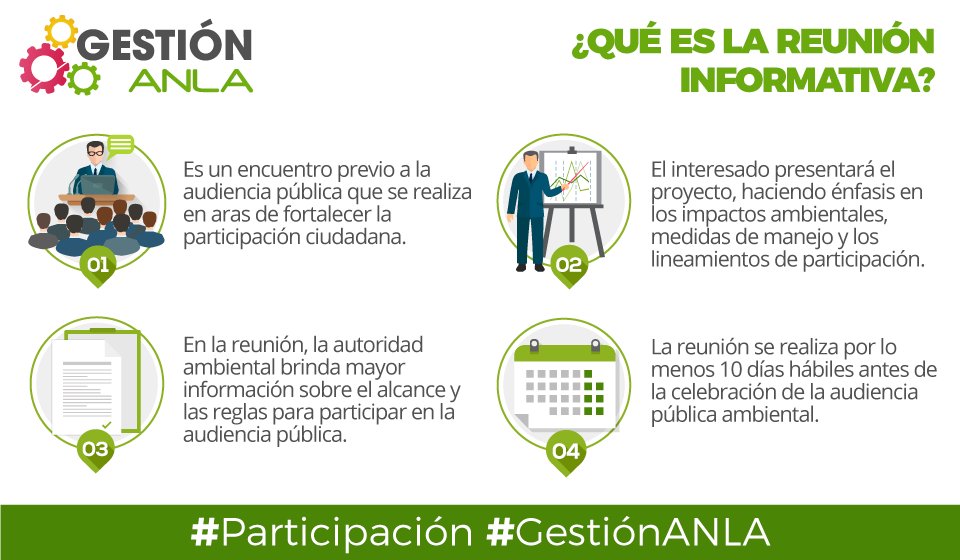 GESTIÓN
ANLA
¿QUÉ ES LA REUNIÓN
INFORMATIVA?
Es un encuentro previo a la
audiencia pública que se realiza
en aras de fortalecer la
participación ciudadana.
01
El interesado presentará el
proyecto, haciendo énfasis en
los impactos ambientales,
medidas de manejo y los
lineamientos de participación.
02
En la reunión, la autoridad
ambiental brinda mayor
información sobre el alcance y
las reglas para participar en la
audiencia pública.
03
La reunión se realiza por lo
menos 10 días hábiles antes de
la celebración de la audiencia
pública ambiental.
04
#Participación #GestiónANLA